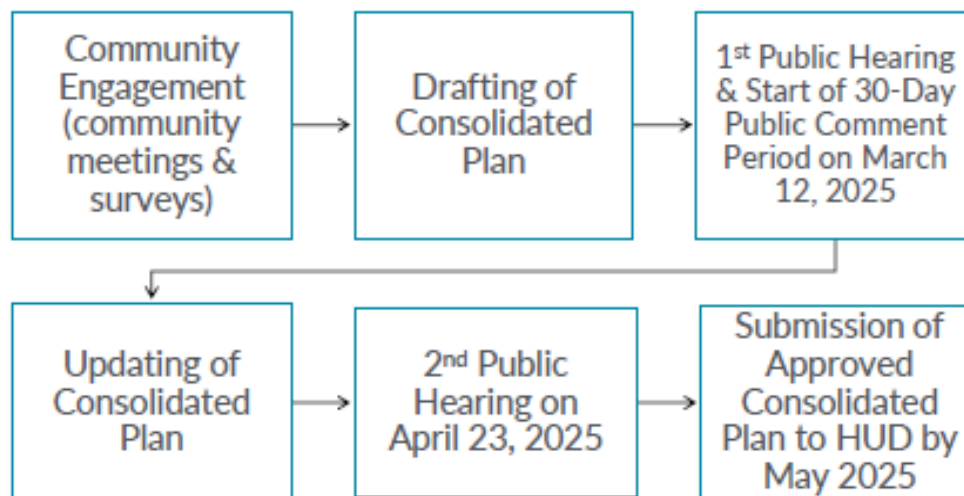 Community
Engagement
(community
meetings &
surveys)
Drafting of
Consolidated
Plan
1st Public Hearing
& Start of 30-Day
Public Comment
Period on March
12, 2025
Updating of
Consolidated
Plan
2nd Public
Hearing on
April 23, 2025
Submission of
Approved
Consolidated
Plan to HUD by
May 2025